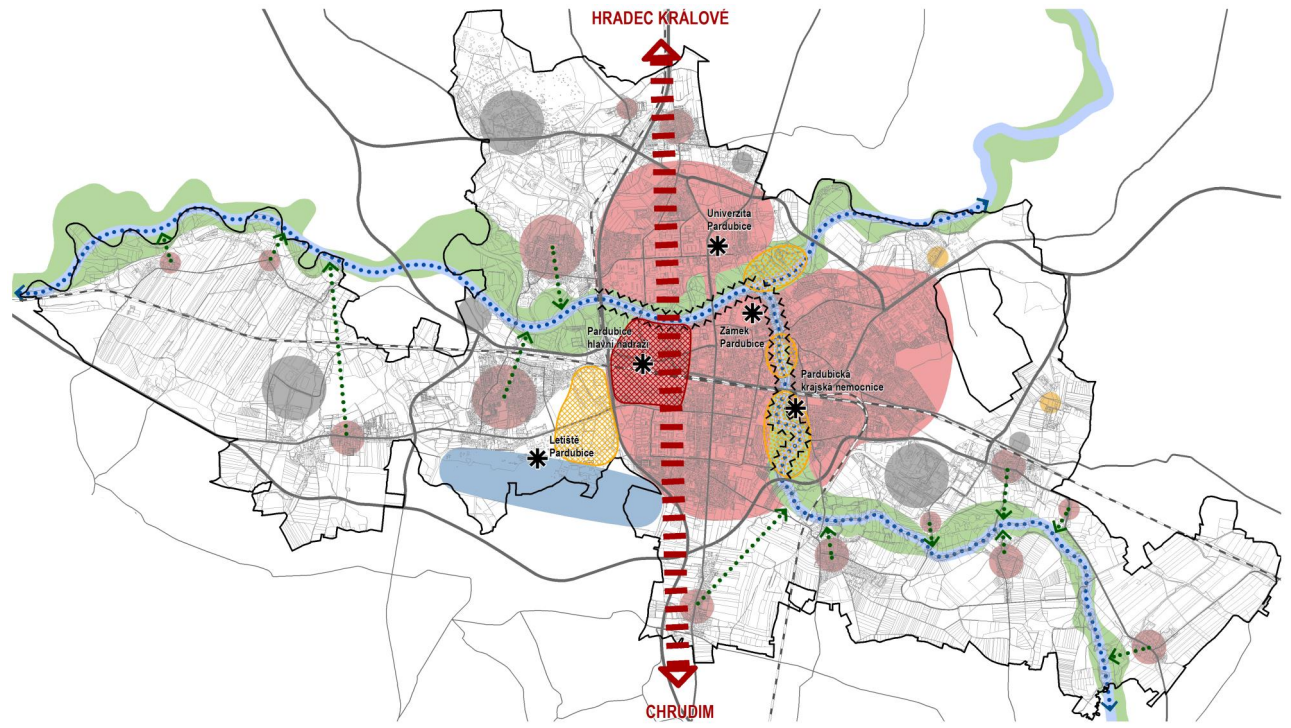 HRADEC KRÁLOVÉ
Univerzita
Pardubice
Pardubice
hlavní nádraží
Zámek
Pardubice
Pardubická
krajská nemocnice
Letiště
Pardubice
CHRUDIM